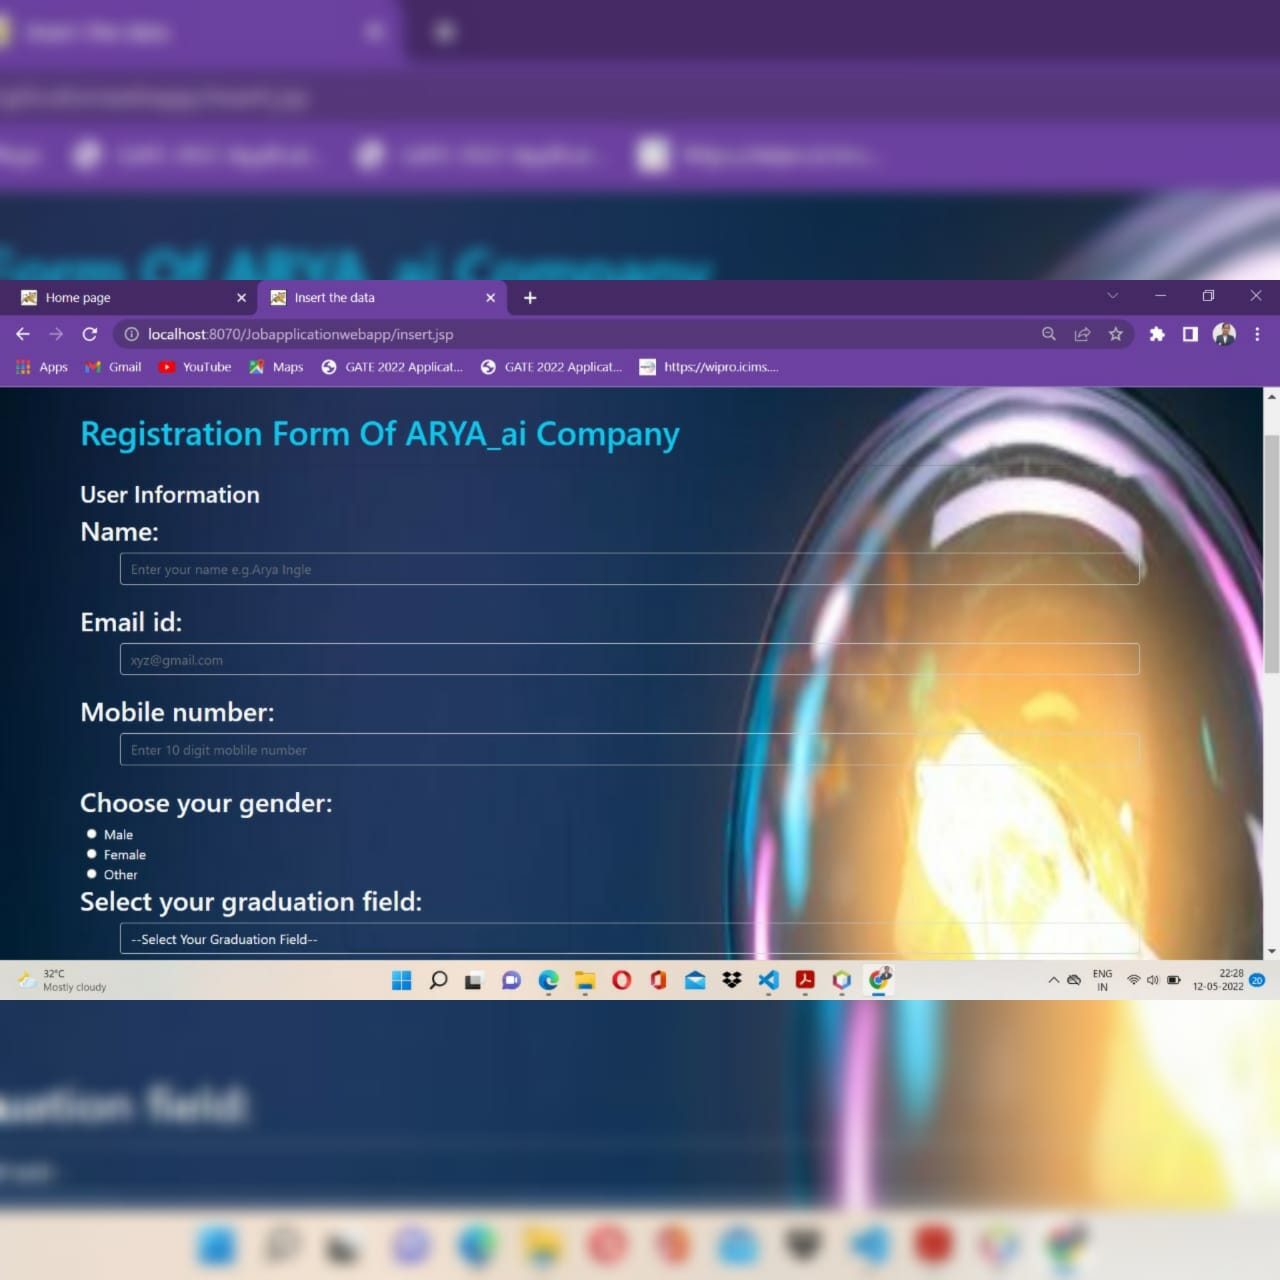 Home page
Insert the data
localhost:8070/Jobapplicationwebapp/insert.jsp
Apps
Gmail
YouTube
Maps
GATE 2022 Applicat...
GATE 2022 Applicat...
https://wipro.icims....
Registration Form Of ARYA_ai Company
User Information
Name:
Enter your name e.g.Arya Ingle
Email id:
xyz@gmail.com
Mobile number:
Enter 10 digit moblile number
Choose your gender:
Male
Female
Other
Select your graduation field:
--Select Your Graduation Field--
32°C
Mostly cloudy
ENG
IN
22:28
12-05-2022
20